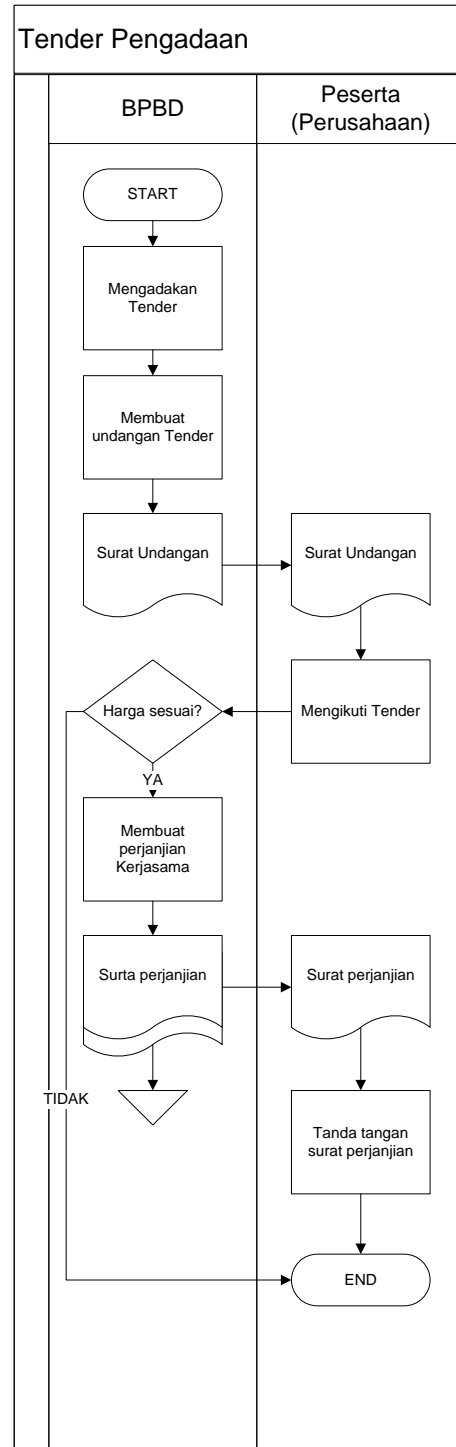 Tender Pengadaan
BPBD
Peserta
(Perusahaan)
START
Mengadakan
Tender
Membuat
undangan Tender
Surat Undangan
Surat Undangan
Harga sesuai?
Mengikuti Tender
YA
Membuat
perjanjian
Kerjasama
Surta perjanjian
Surat perjanjian
TIDAK
Tanda tangan
surat perjanjian
END